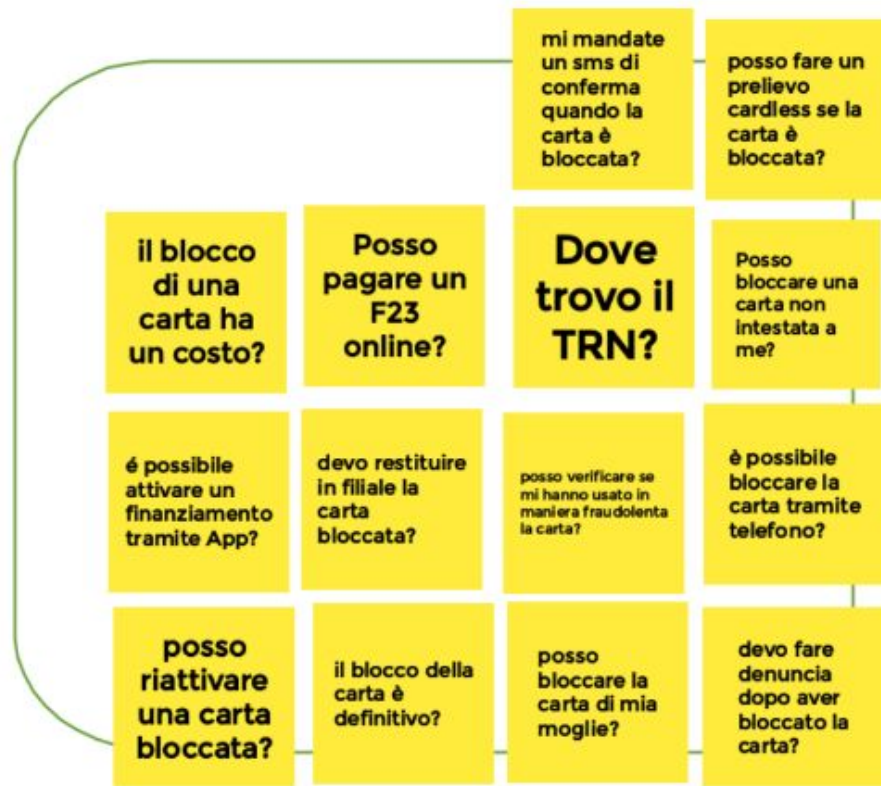 mi mandate
un sms di
conferma
quando la
carta è
bloccata?
posso fare un
prelievo
cardless se la
carta è
bloccata?
il blocco
di una
carta ha
un costo?
Posso
pagare un
F23
online?
Dove
trovo il
TRN?
Posso
bloccare una
carta non
intestata a
me?
é possibile
attivare un
finanziamento
tramite App?
devo restituire
in filiale la
carta
bloccata?
posso verificare se
mi hanno usato in
maniera fraudolenta
la carta?
è possibile
bloccare la
carta tramite
telefono?
posso
riattivare
una carta
bloccata?
il blocco della
carta è
definitivo?
posso
bloccare la
carta di mia
moglie?
devo fare
denuncia
dopo aver
bloccato la
carta?